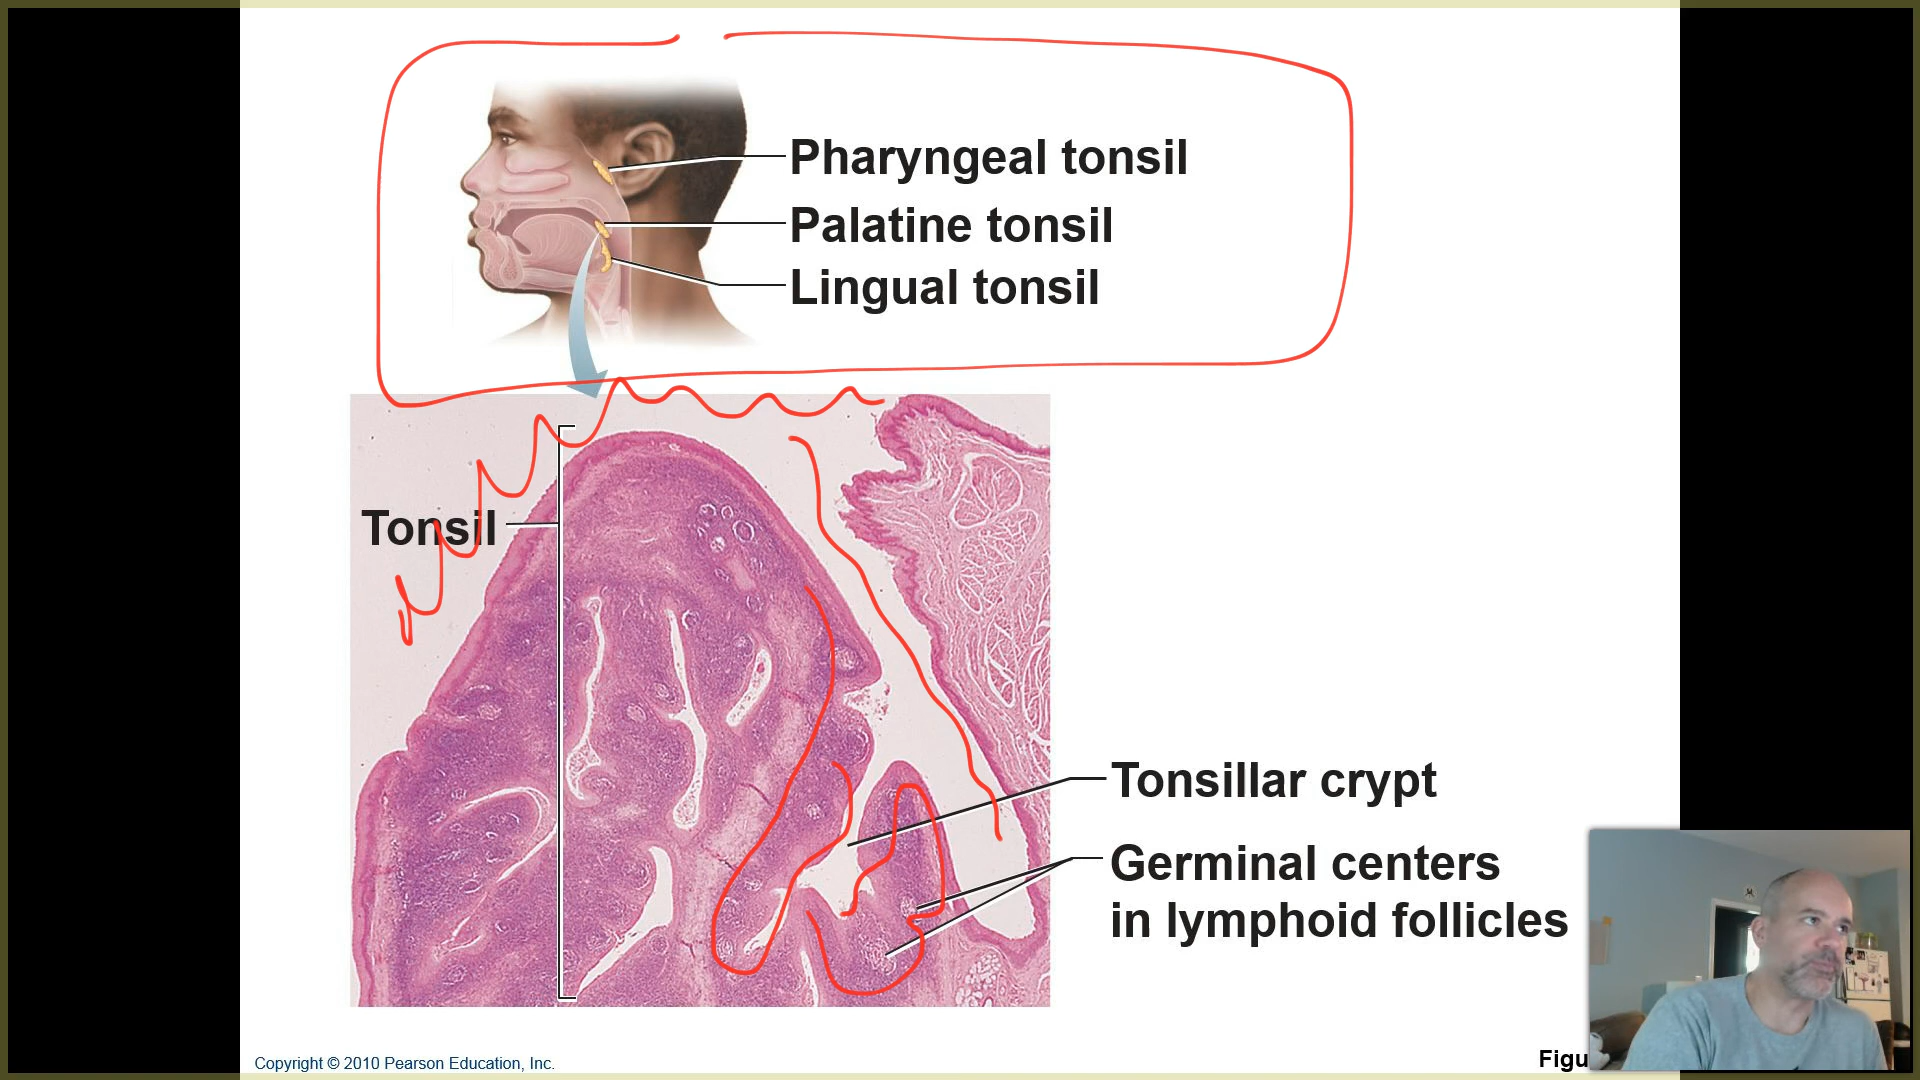 Pharyngeal tonsil
Palatine tonsil
Lingual tonsil
Tonsil
Tonsillar crypt
Germinal centers
in lymphoid follicles
Copyright © 2010 Pearson Education, Inc.